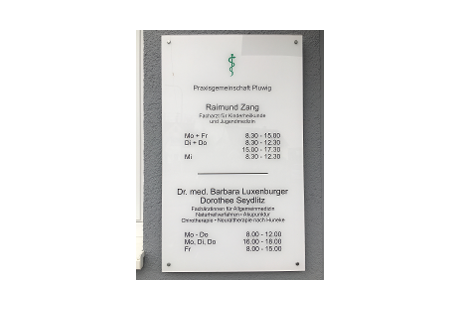 Praxisgemeinschaft Pluwig
Raimund Zang
Facharzt für Kinderheilkunde
und Jugendmedizin
Mo + Fr 8.30 - 15.00
Di + Do 8.30 - 12.30
15.00 - 17.30
Mi 8.30 - 12.30
Dr. med. Barbara Luxenburger
Dorothee Seydlitz
Fachärztinnen für Allgemeinmedizin
Naturheilverfahren - Akupunktur
Chirotherapie - Neuraltherapie nach Huneke
Mo - Do 8.00 - 12.00
Mo, Di, Do 16.00 - 18.00
Fr 8.00 - 15.00